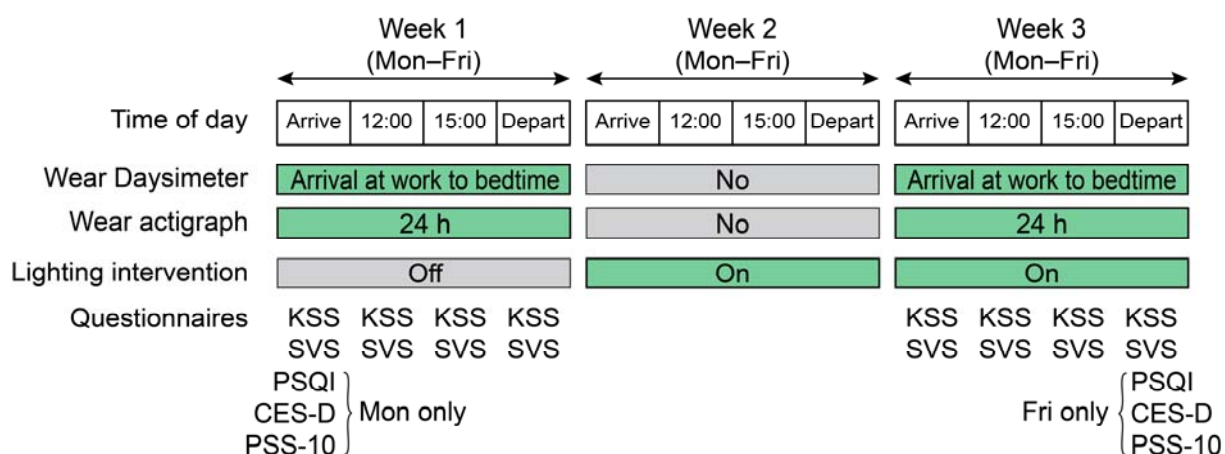 Week 1 Week 2 Week 3
(Mon–Fri) (Mon–Fri) (Mon–Fri)
Time of day Arrive 12:00 15:00 Depart Arrive 12:00 15:00 Depart Arrive 12:00 15:00 Depart
Wear Daysimeter Arrival at work to bedtime No Arrival at work to bedtime
Wear actigraph 24 h No 24 h
Lighting intervention Off On On
Questionnaires KSS KSS KSS KSS KSS KSS KSS KSS
SVS SVS SVS SVS SVS SVS SVS SVS
PSQI PSQI
CES-D Mon only Fri only CES-D
PSS-10 PSS-10